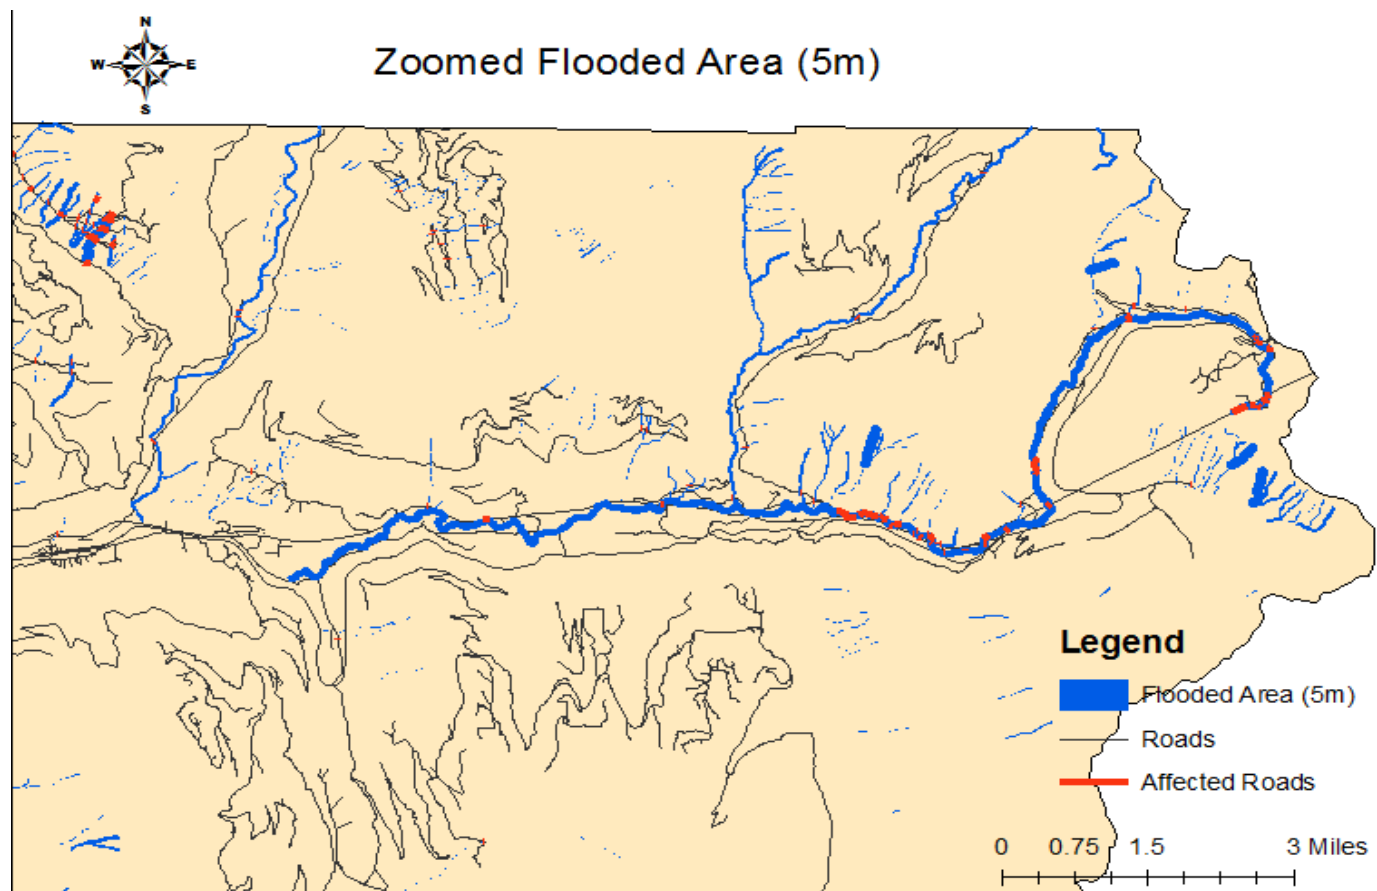 N
W E
S
Zoomed Flooded Area (5m)
Legend
Flooded Area (5m)
Roads
Affected Roads
0 0.75 1.5 3 Miles